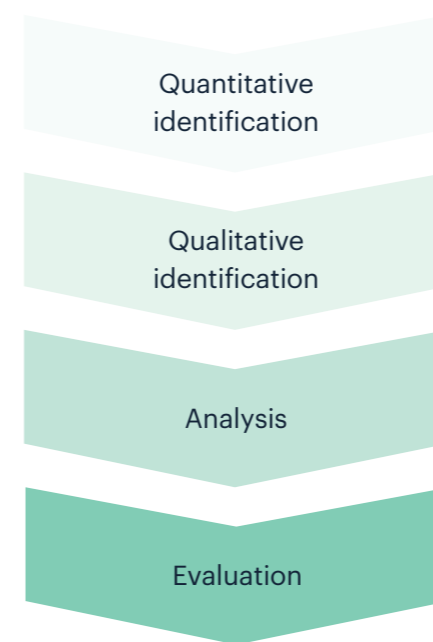 Quantitative
identification
Qualitative
identification
Analysis
Evaluation